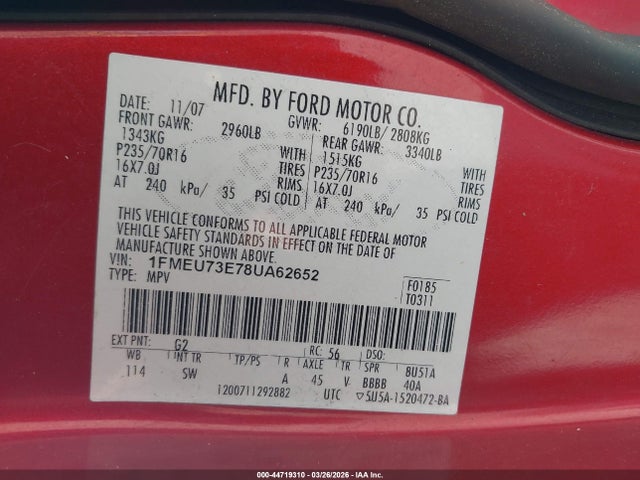 MFD. BY FORD MOTOR CO.
DATE: 11/07 GVWR: 6190LB/ 2808KG
FRONT GAWR: 2960LB REAR GAWR: 3340LB
1343KG WITH 1515KG WITH
P235/70R16 TIRES P235/70R16 TIRES
16X7.0J RIMS 16X7.0J RIMS
AT 240 kPa/ 35 PSI COLD AT 240 kPa/ 35 PSI COLD
THIS VEHICLE CONFORMS TO ALL APPLICABLE FEDERAL MOTOR
VEHICLE SAFETY STANDARDS IN EFFECT ON THE DATE OF
MANUFACTURE SHOWN ABOVE.
VIN: 1FMEU73E78UA62652
TYPE: MPV F0185
T0311
EXT PNT: G2 RC: 56 DSO:
WB INT TR TP/PS R AXLE TR SPR 8U51A
114 SW A 45 V BBBB 40A
1200711292882 UTC 5U5A-1520472-BA
000-44719310 | 03/26/2026 | IAA Inc.